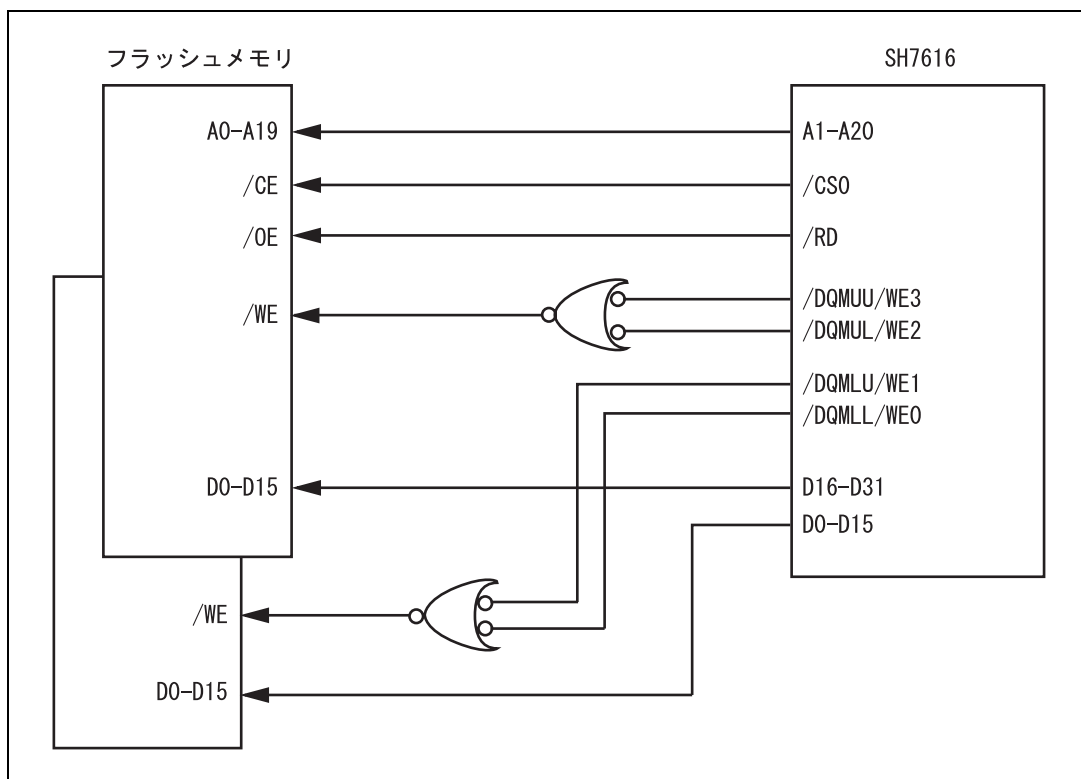 フラッシュメモリ
SH7616
A0-A19
A1-A20
/CE
/CS0
/OE
/RD
/WE
/DQMUU/WE3
/DQMUL/WE2
/DQMLU/WE1
/DQMLL/WE0
D0-D15
D16-D31
D0-D15
/WE
D0-D15